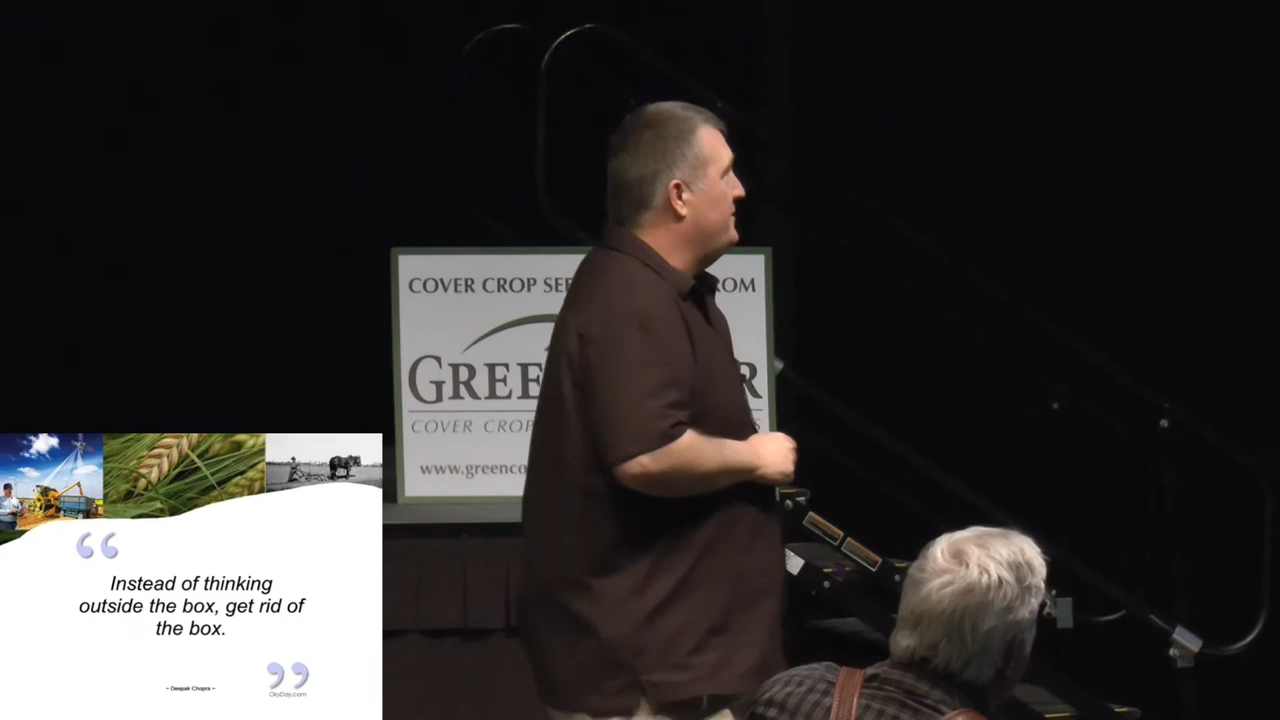 COVER CROP SEE ROM
GREE R
COVER CROP S
www.greenco
Instead of thinking
outside the box, get rid of
the box.
~ Deepak Chopra ~
OkyDay.com